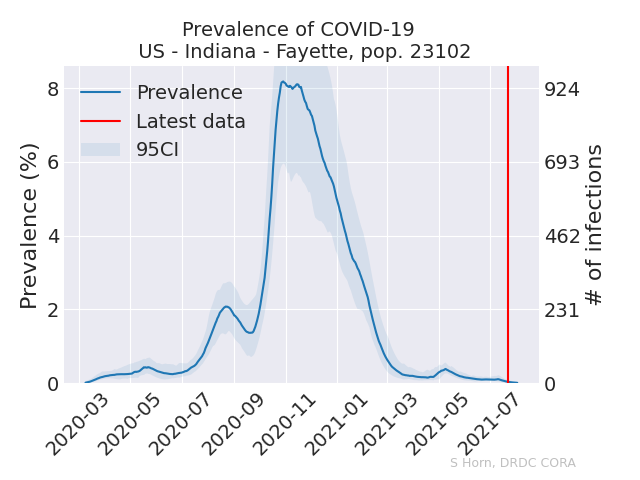 Prevalence of COVID-19
US - Indiana - Fayette, pop. 23102
Prevalence
Latest data
95CI
Prevalence (%)
8
6
4
2
0
924
693
462
231
0
# of infections
2020-03
2020-05
2020-07
2020-09
2020-11
2021-01
2021-03
2021-05
2021-07
S Horn, DRDC CORA